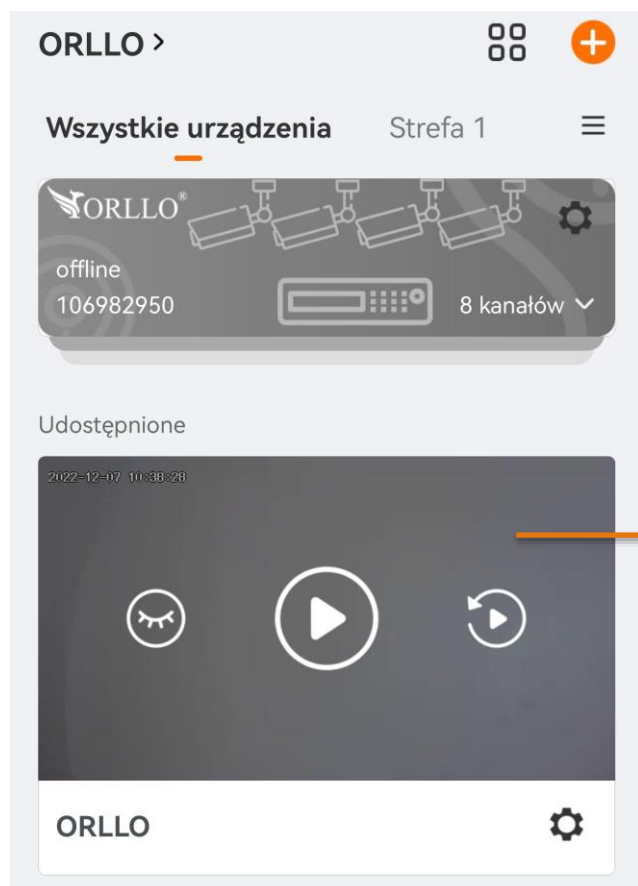 ORLLO >
Wszystkie urządzenia Strefa 1
ORLLO®
offline
106982950 8 kanałów
Udostępnione
2022-12-07 10:38:28
ORLLO